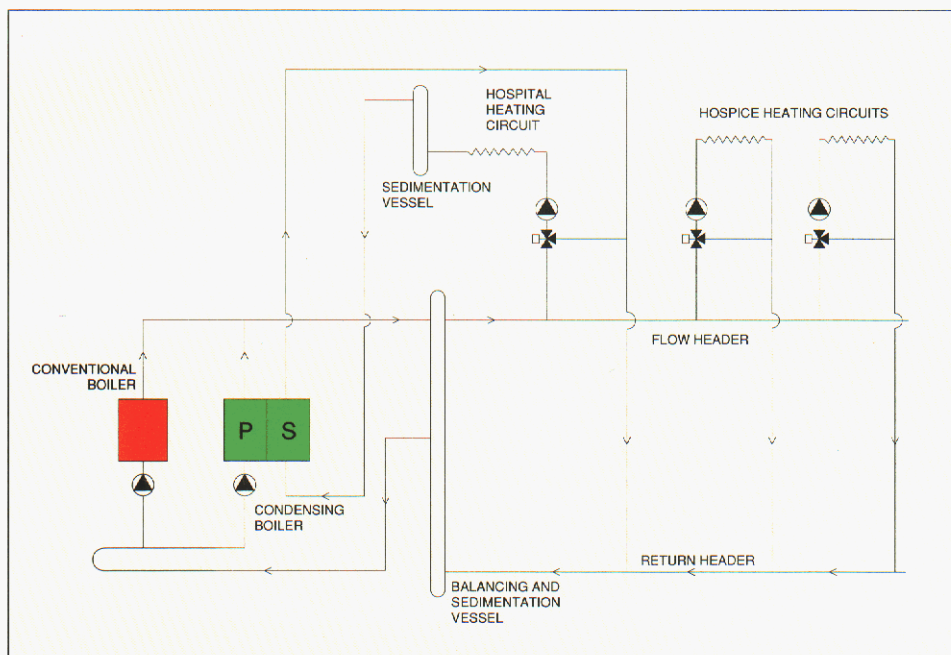 HOSPITAL
HEATING
CIRCUIT
HOSPICE HEATING CIRCUITS
SEDIMENTATION
VESSEL
FLOW HEADER
CONVENTIONAL
BOILER
P
S
CONDENSING
BOILER
RETURN HEADER
BALANCING AND
SEDIMENTATION
VESSEL